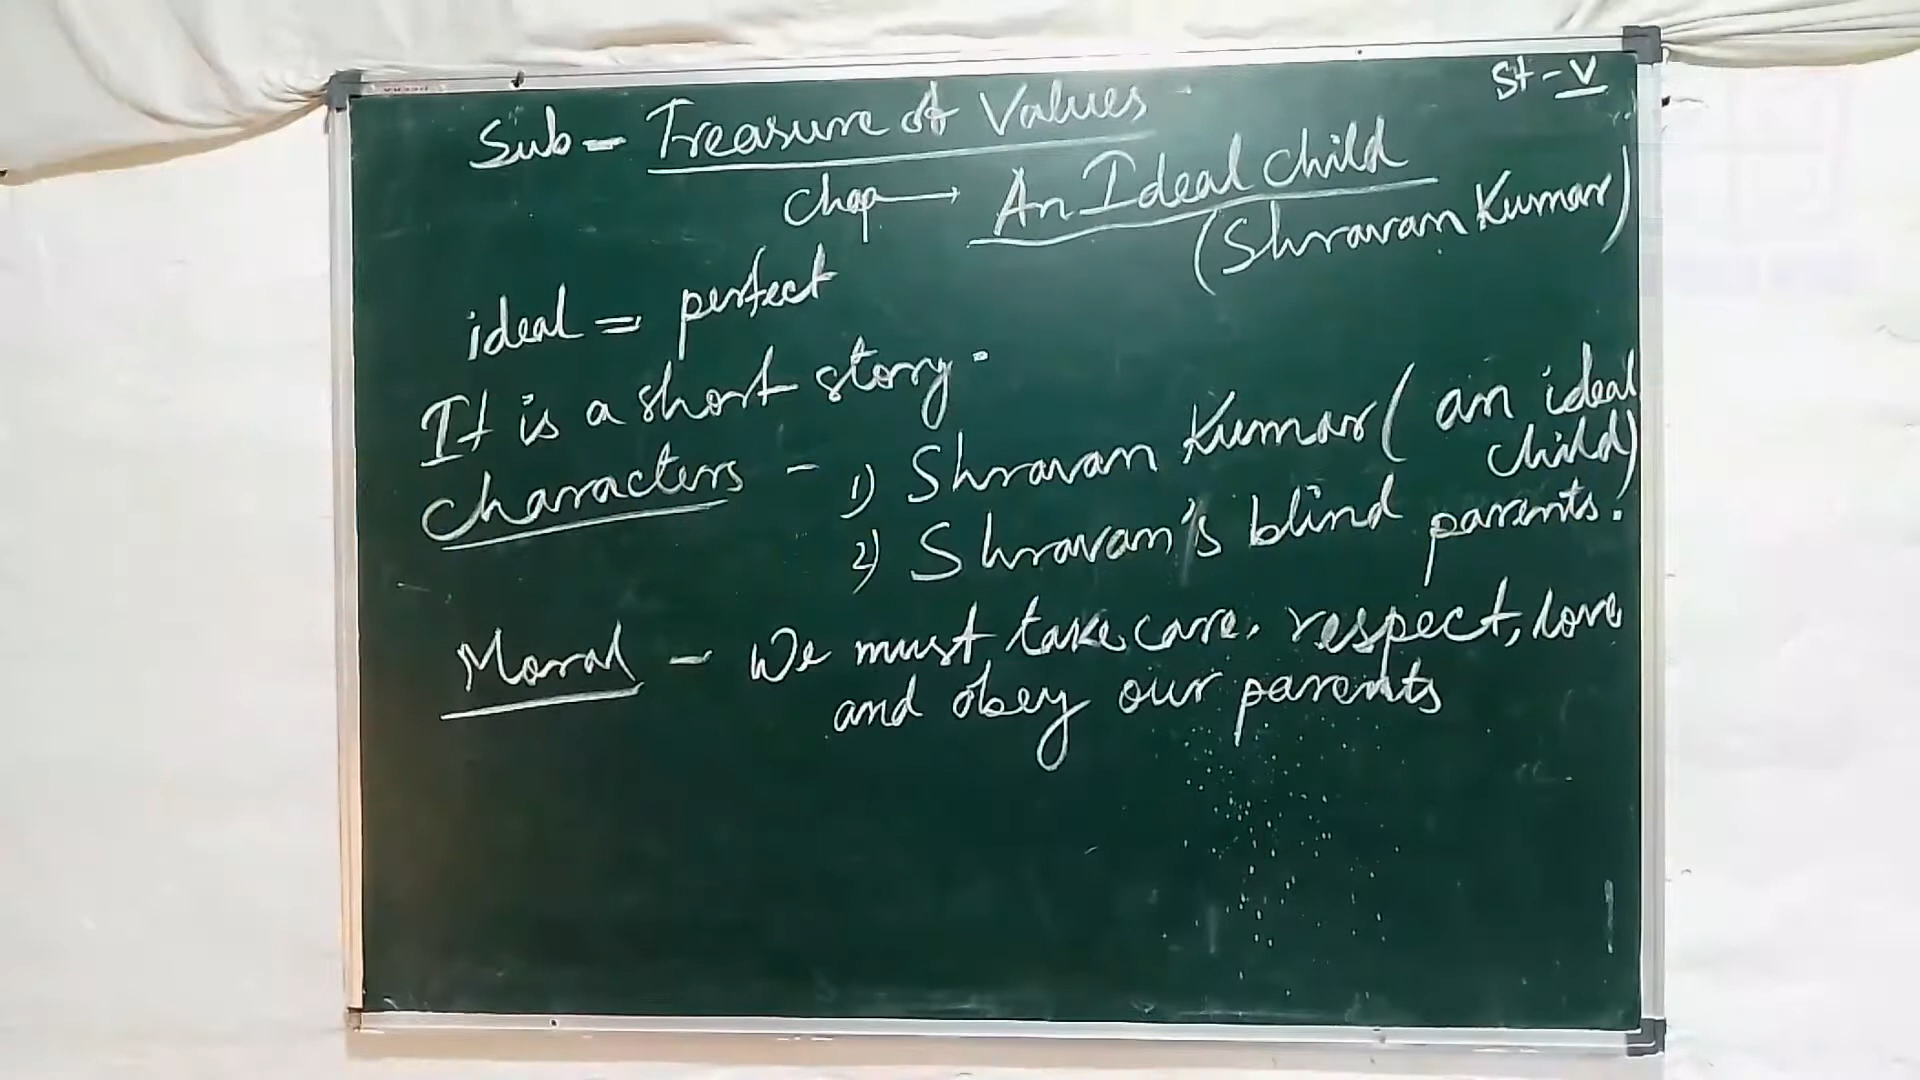 St - V
Sub - Treasure of Values
Chap → An Ideal child
(Shravan Kumar)
ideal = perfect
It is a short story.
characters - 1) Shravan Kumar ( an ideal
child)
2) Shravan's blind parents.
Moral - We must take care, respect, love
and obey our parents